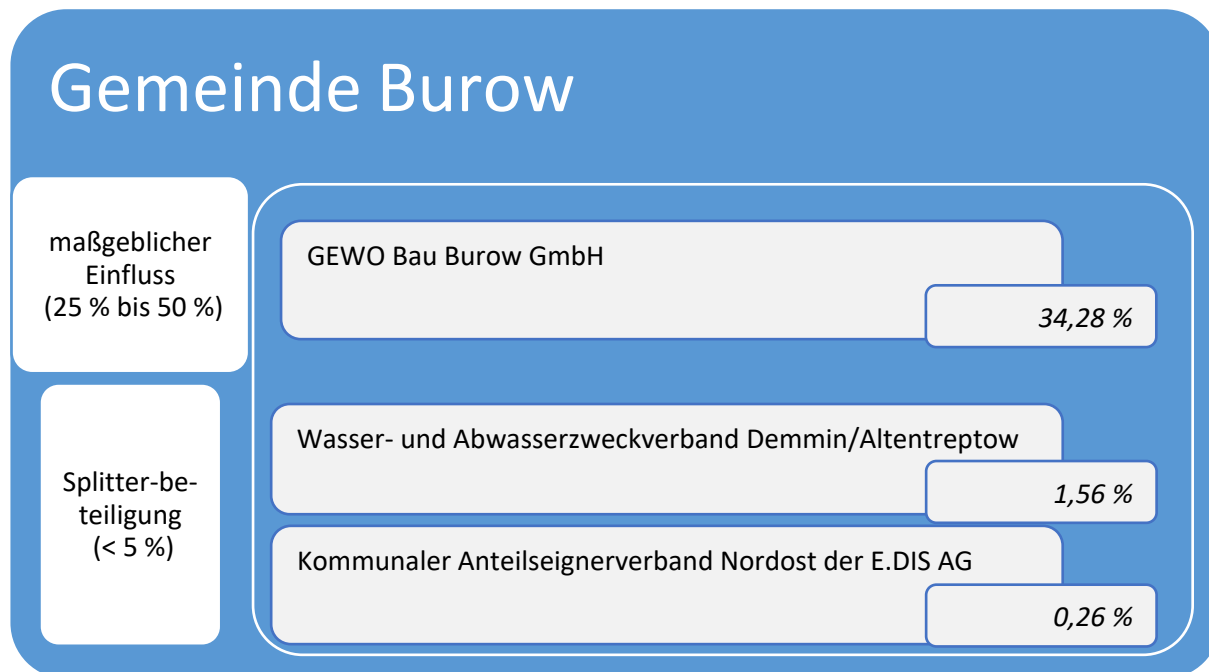 Gemeinde Burow
maßgeblicher
Einfluss
(25 % bis 50 %)
GEWO Bau Burow GmbH
34,28 %
Splitter-be-
teiligung
(< 5 %)
Wasser- und Abwasserzweckverband Demmin/Altentreptow
1,56 %
Kommunaler Anteilseignerverband Nordost der E.DIS AG
0,26 %